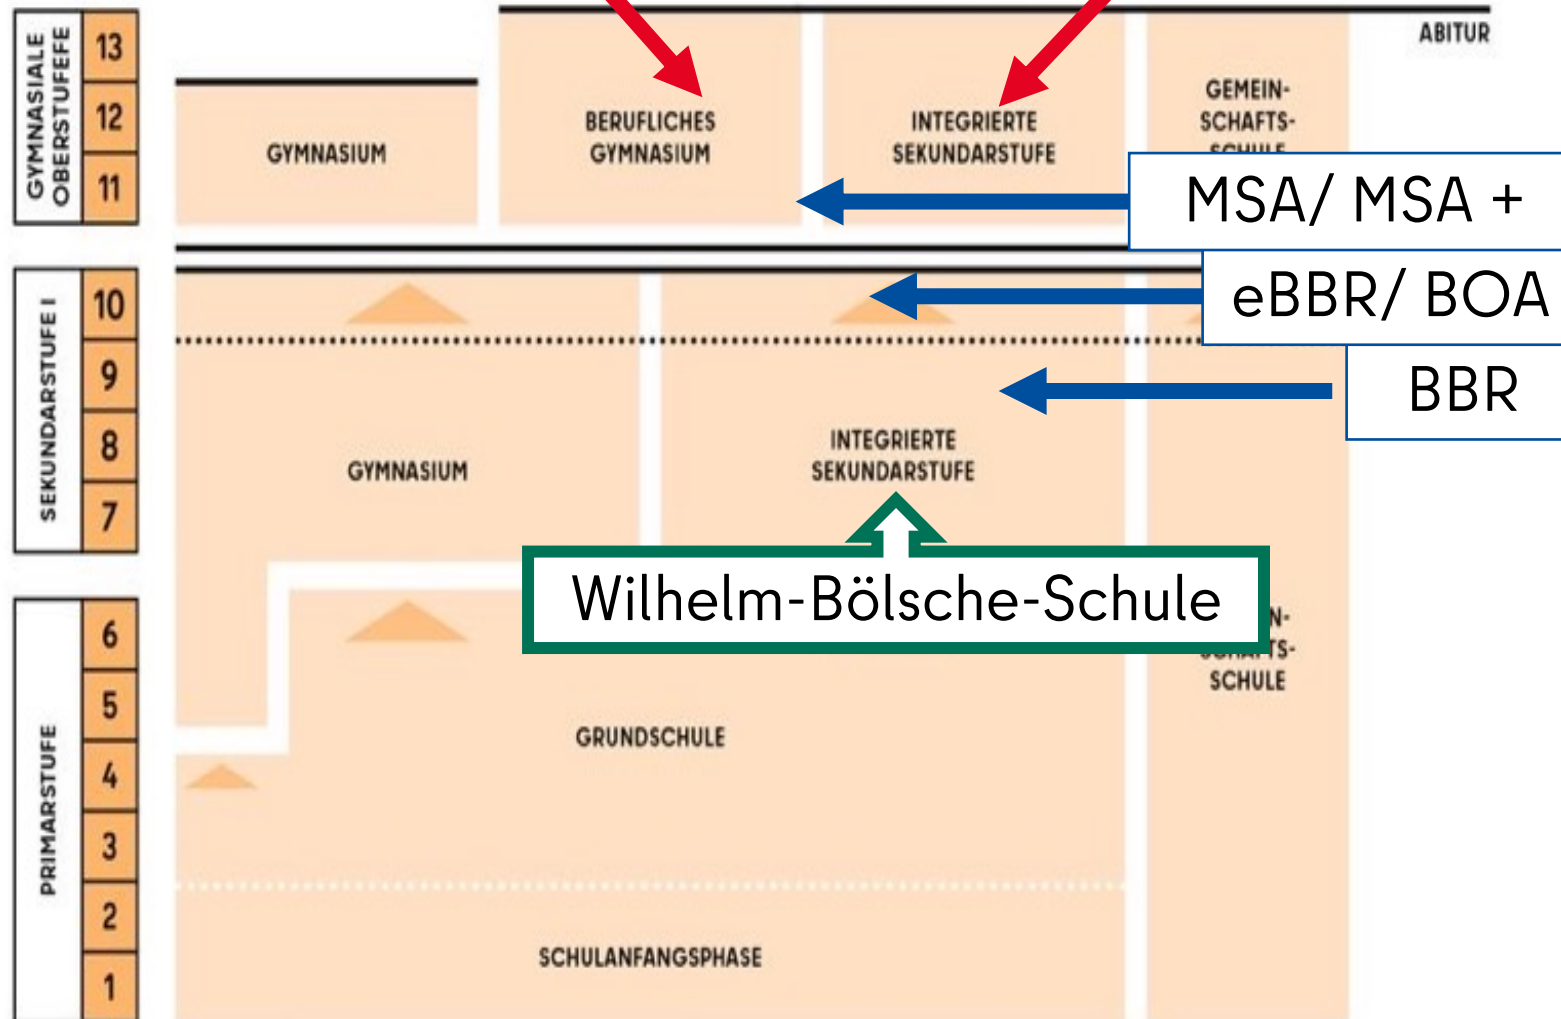 ABITUR
GYMNASIALE
OBERSTUFEFE
13
12
11
GYMNASIUM
BERUFLICHES
GYMNASIUM
INTEGRIERTE
SEKUNDARSTUFE
GEMEIN-
SCHAFTS-
SCHULE
MSA/ MSA +
eBBR/ BOA
BBR
SEKUNDARSTUFE I
10
9
8
7
GYMNASIUM
INTEGRIERTE
SEKUNDARSTUFE
Wilhelm-Bölsche-Schule
N-
SCHAFTS-
SCHULE
PRIMARSTUFE
6
5
4
3
2
1
GRUNDSCHULE
SCHULANFANGSPHASE